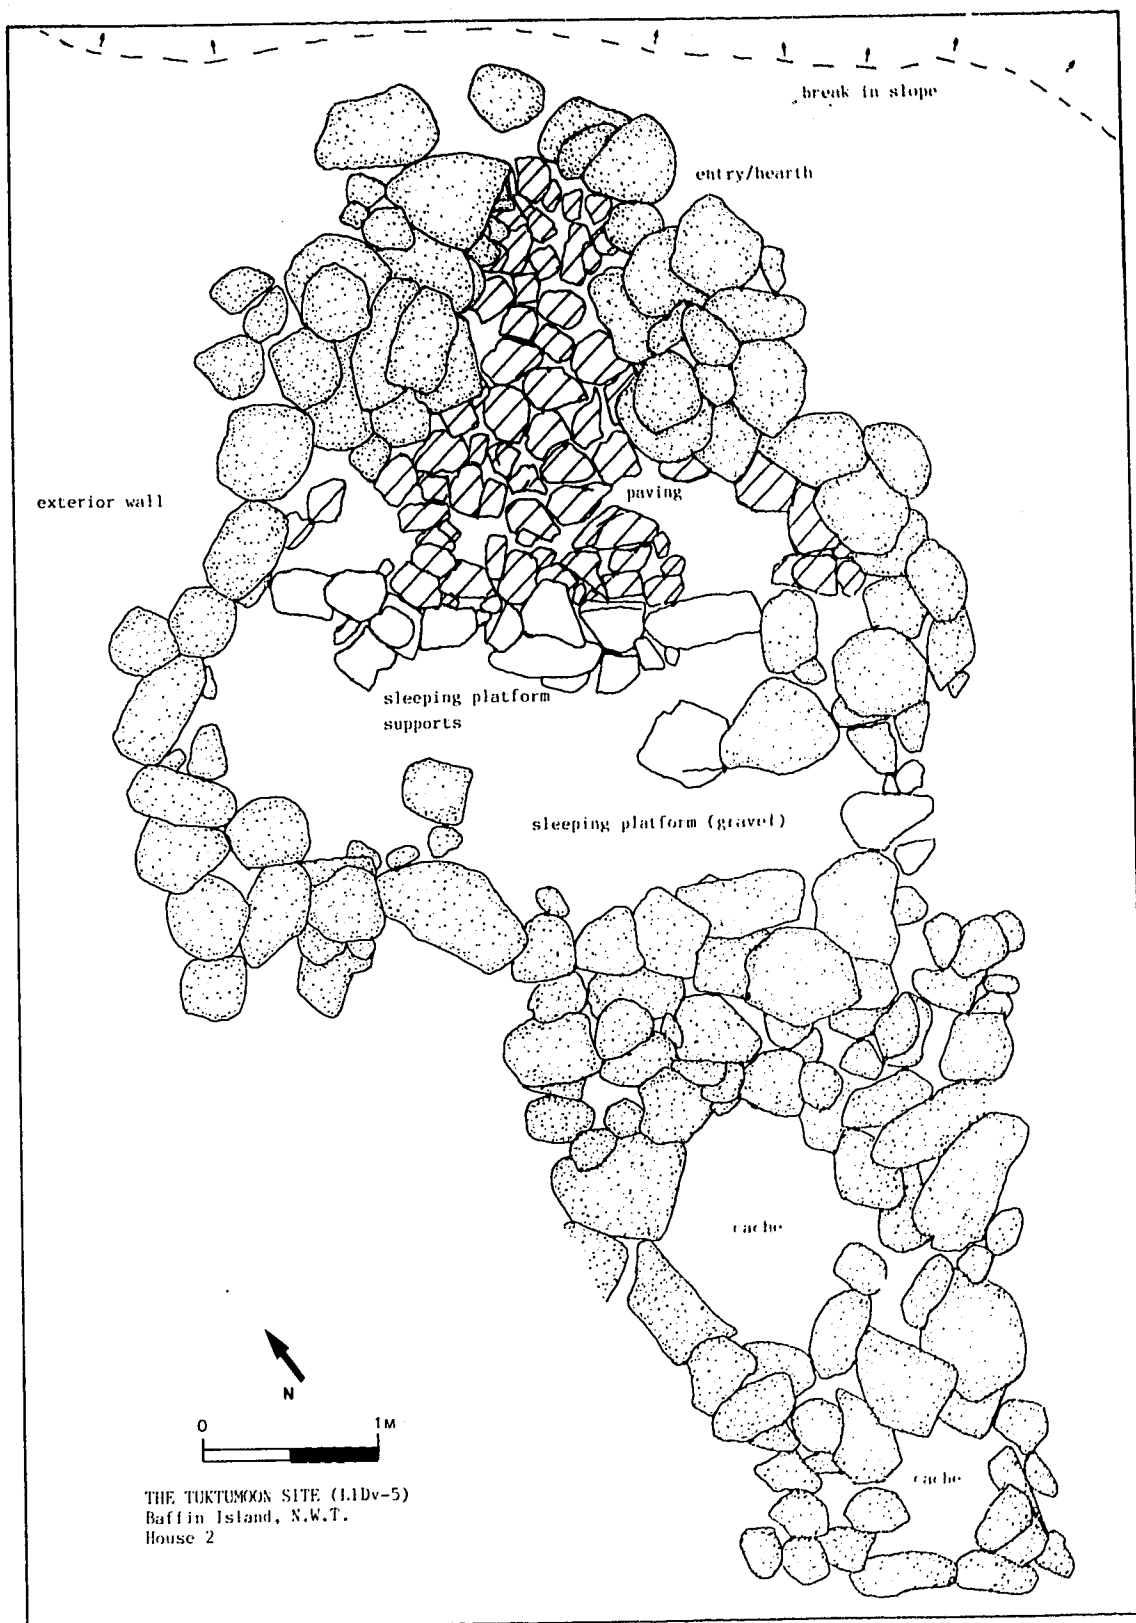 break in slope
entry/hearth
exterior wall
paving
sleeping platform
supports
sleeping platform (gravel)
cache
N
0 1M
cache
THE TUKTUMOON SITE (LlDv-5)
Baffin Island, N.W.T.
House 2